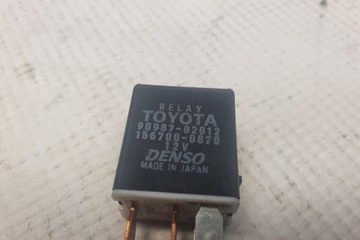 RELAY
TOYOTA
90987-02012
156700-0870
12V
DENSO
MADE IN JAPAN